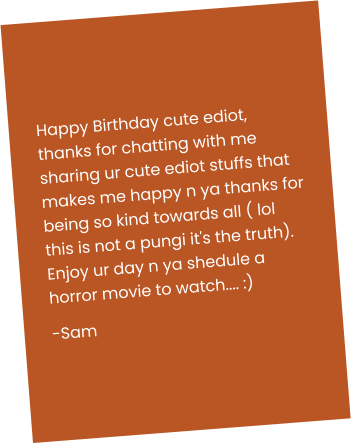 Happy Birthday cute ediot,
thanks for chatting with me
sharing ur cute ediot stuffs that
makes me happy n ya thanks for
being so kind towards all ( lol
this is not a pungi it's the truth).
Enjoy ur day n ya shedule a
horror movie to watch.... :)
-Sam